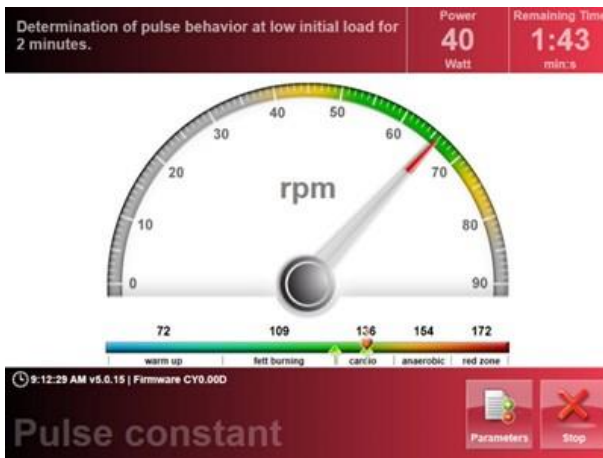 Determination of pulse behavior at low initial load for
2 minutes.
Power
40
Watt
Remaining Time
1:43
min:s
0
10
20
30
40
50
60
70
80
90
rpm
72 109 136 154 172
warm up fett burning cardio anaerobic red zone
9:12:29 AM v5.0.15 | Firmware CY0.00D
Pulse constant
Parameters
Stop